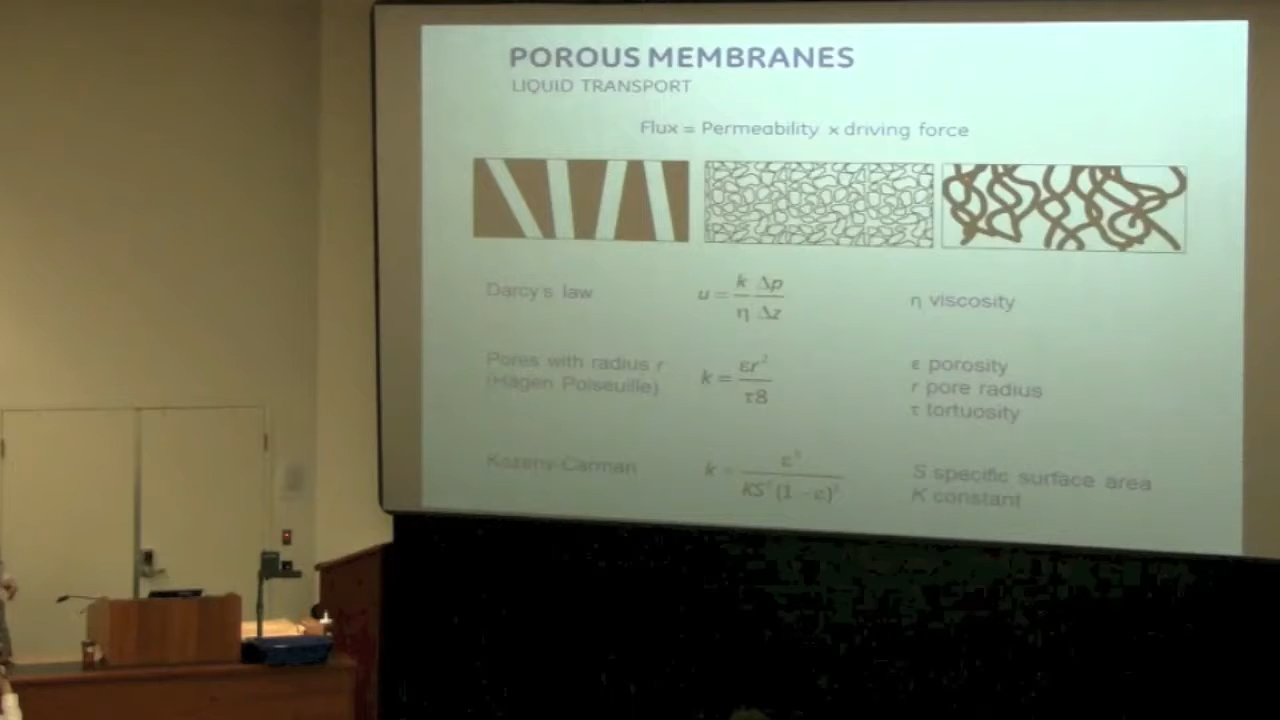 POROUS MEMBRANES
LIQUID TRANSPORT
Flux = Permeability x driving force
Darcy's law
u = k/η Δp/Δz
η viscosity
Pores with radius r
(Hagen Poiseuille)
k = εr²/τ8
ε porosity
r pore radius
τ tortuosity
Kozeny-Carman
k = ε³/KS²(1 - ε)²
S specific surface area
K constant